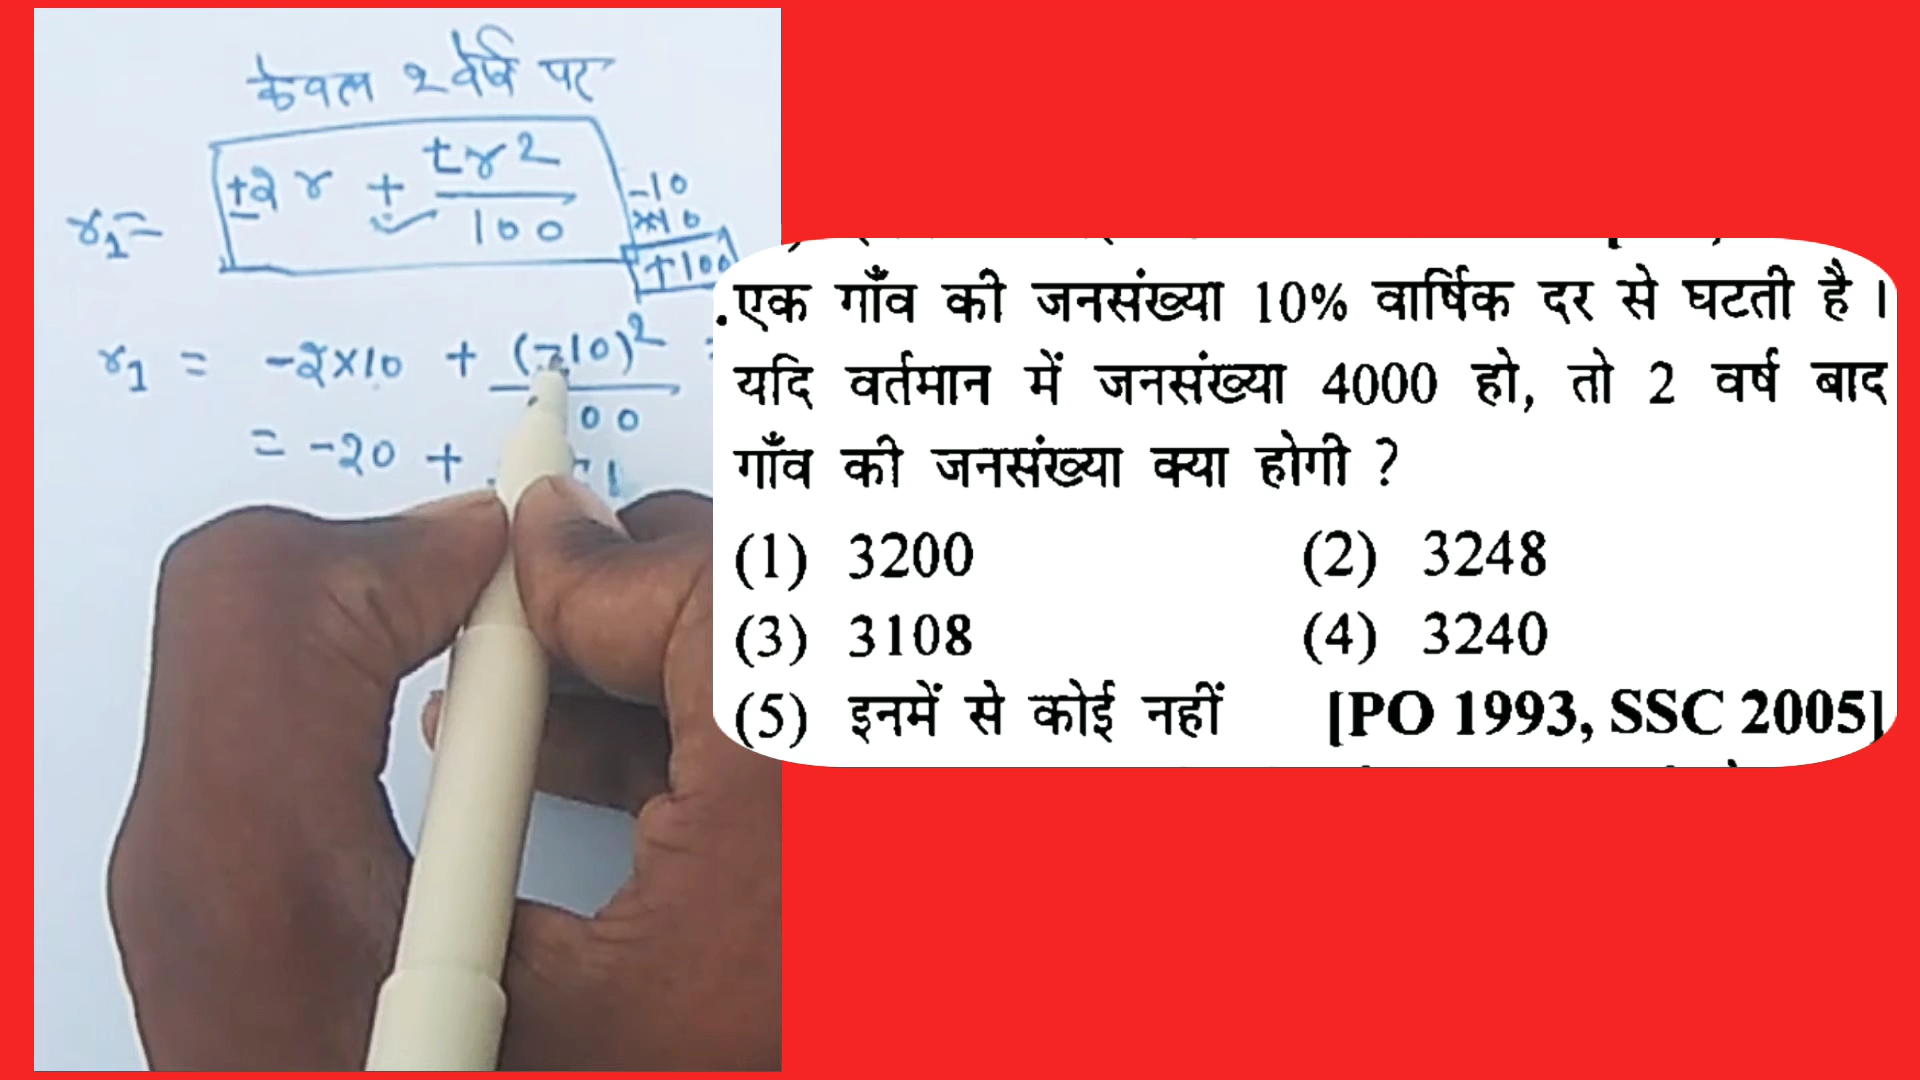 केवल 2 वर्ष पर
r₁ = ±2r + ±r2/100
-10
×-10
+100
r₁ = -2×10 + (-10)²/100
= -20 +
.एक गाँव की जनसंख्या 10% वार्षिक दर से घटती है।
यदि वर्तमान में जनसंख्या 4000 हो, तो 2 वर्ष बाद
गाँव की जनसंख्या क्या होगी ?
(1) 3200 (2) 3248
(3) 3108 (4) 3240
(5) इनमें से कोई नहीं [PO 1993, SSC 2005]